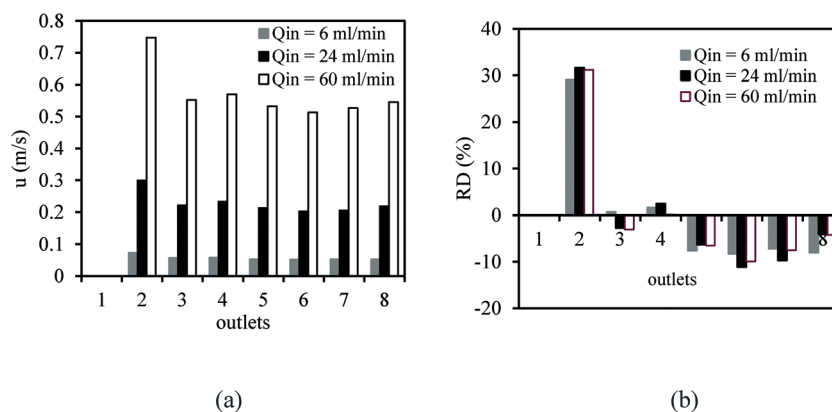 0.8
0.7
0.6
0.5
0.4
0.3
0.2
0.1
0
u (m/s)
Qin = 6 ml/min
Qin = 24 ml/min
Qin = 60 ml/min
1 2 3 4 5 6 7 8
outlets
(a)
40
30
20
10
0
-10
-20
RD (%)
Qin = 6 ml/min
Qin = 24 ml/min
Qin = 60 ml/min
1 2 3 4 8
outlets
(b)